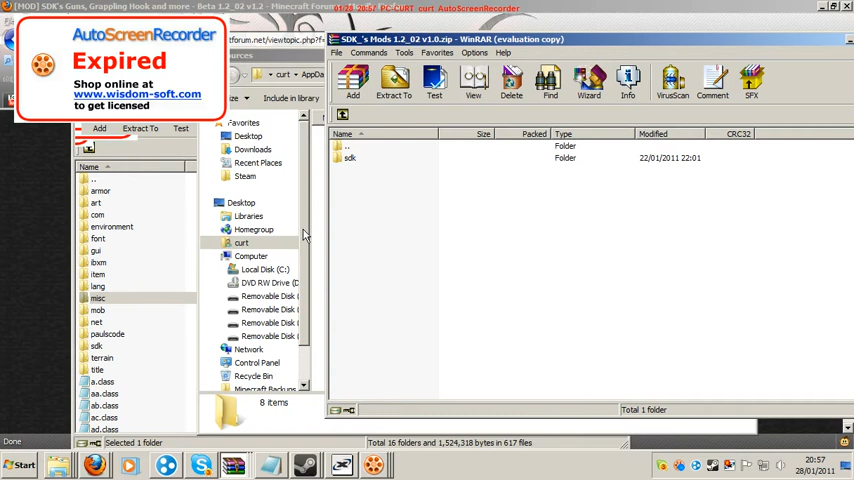 [MOD] SDK's Guns, Grappling Hook and more - Beta 1.2_02 v1.2 - Minecraft Forum
01/28 20:57 PC-CURT curt AutoScreenRecorder
AutoScreenRecorder
Expired
Shop online at
www.wisdom-soft.com
to get licensed
tforum.net/viewtopic.php?f=
ources
curt
AppDa
Include in library
Add
Extract To
Test
Name
..
armor
art
com
environment
font
gui
ibxm
item
lang
misc
mob
net
paulscode
sdk
terrain
title
a.class
aa.class
ab.class
ac.class
ad.class
Selected 1 folder
Total 16 folders and 1,524,318 bytes in 617 files
Favorites
Desktop
Downloads
Recent Places
Steam
Desktop
Libraries
Homegroup
curt
Computer
Local Disk (C:)
DVD RW Drive (D
Removable Disk (
Removable Disk (
Removable Disk (
Removable Disk (
Network
Control Panel
Recycle Bin
Minecraft Backups
8 items
SDK_'s Mods 1.2_02 v1.0.zip - WinRAR (evaluation copy)
File Commands Tools Favorites Options Help
Add Extract To Test View Delete Find Wizard Info VirusScan Comment SFX
Name Size Packed Type Modified CRC32
.. Folder
sdk Folder 22/01/2011 22:01
Total 1 folder
Done
Start
20:57
28/01/2011